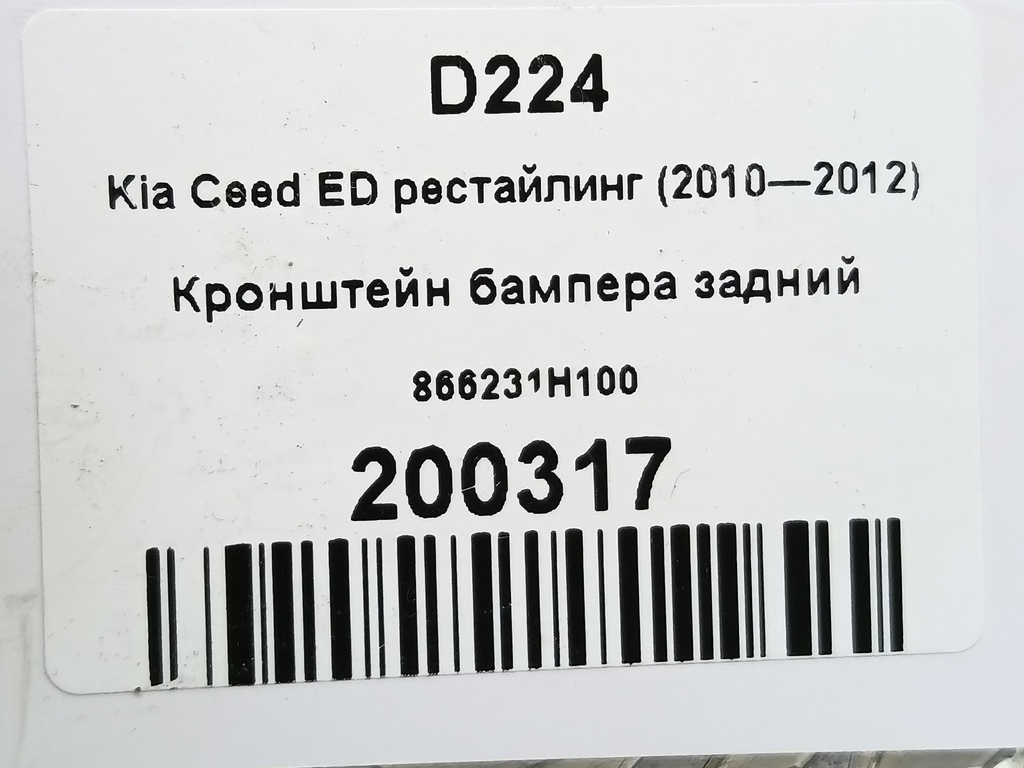 D224
Kia Ceed ED рестайлинг (2010—2012)
Кронштейн бампера задний
866231H100
200317